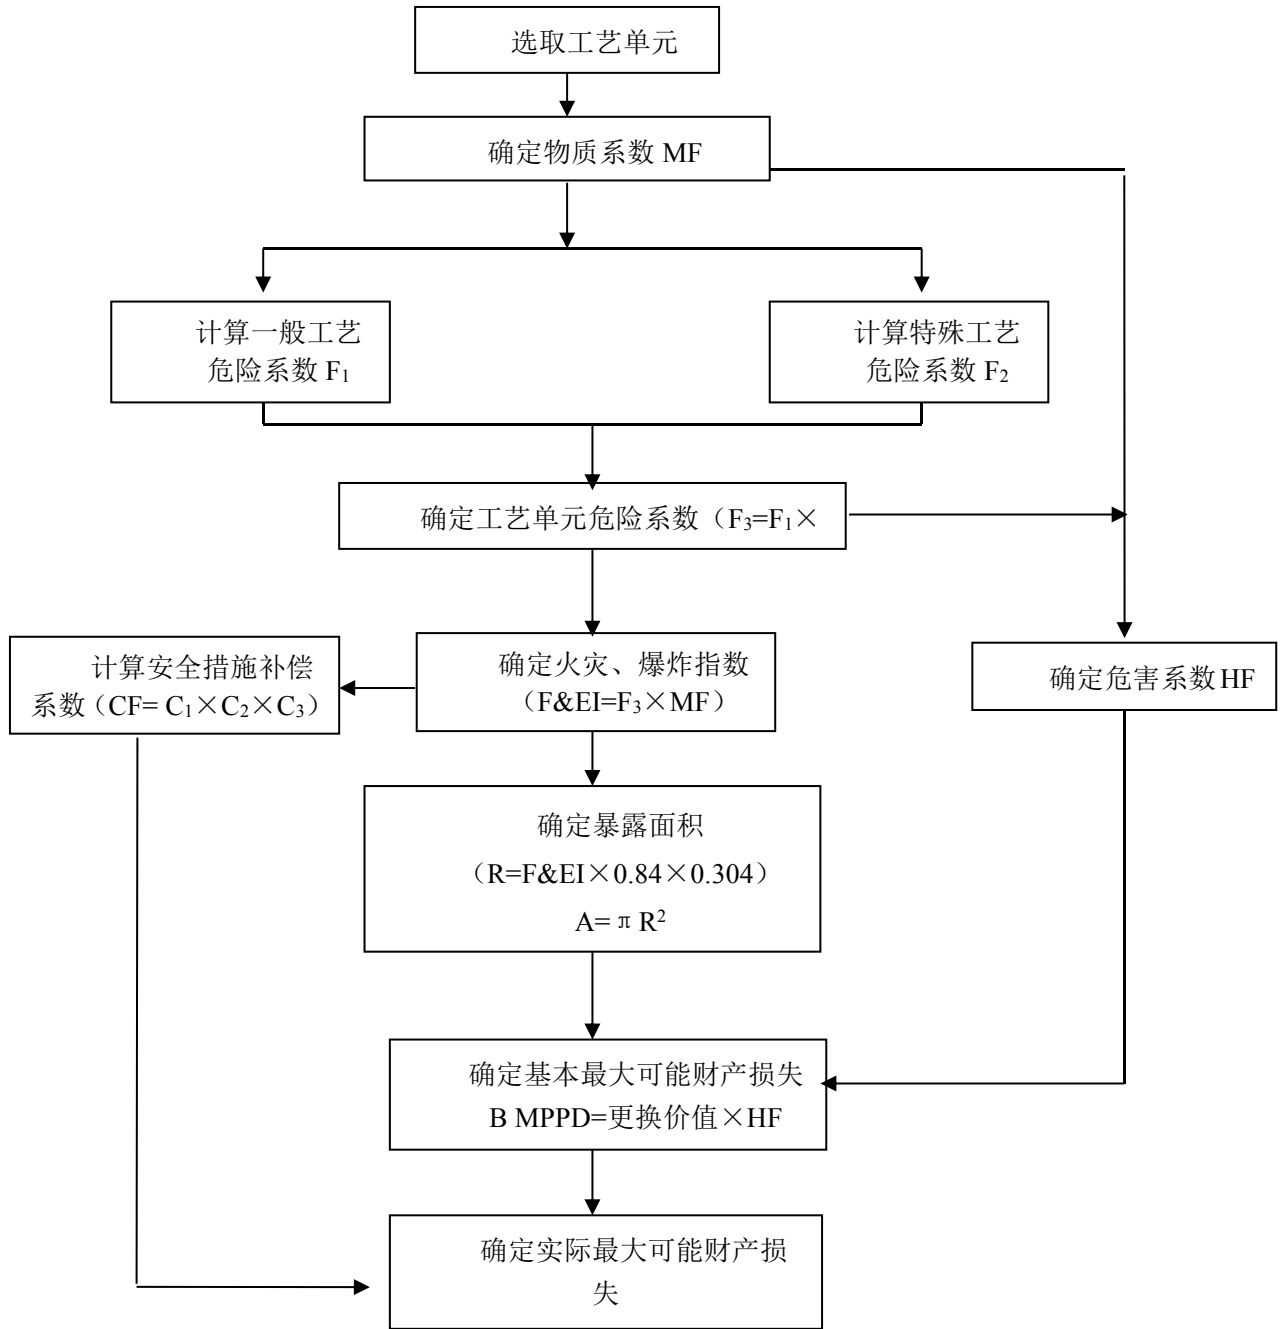 选取工艺单元
确定物质系数 MF
计算一般工艺
危险系数 F₁
计算特殊工艺
危险系数 F₂
确定工艺单元危险系数（F₃=F₁×
计算安全措施补偿
系数（CF= C₁×C₂×C₃）
确定火灾、爆炸指数
（F&EI=F₃×MF）
确定危害系数 HF
确定暴露面积
（R=F&EI×0.84×0.304）
A= π R²
确定基本最大可能财产损失
B MPPD=更换价值×HF
确定实际最大可能财产损
失